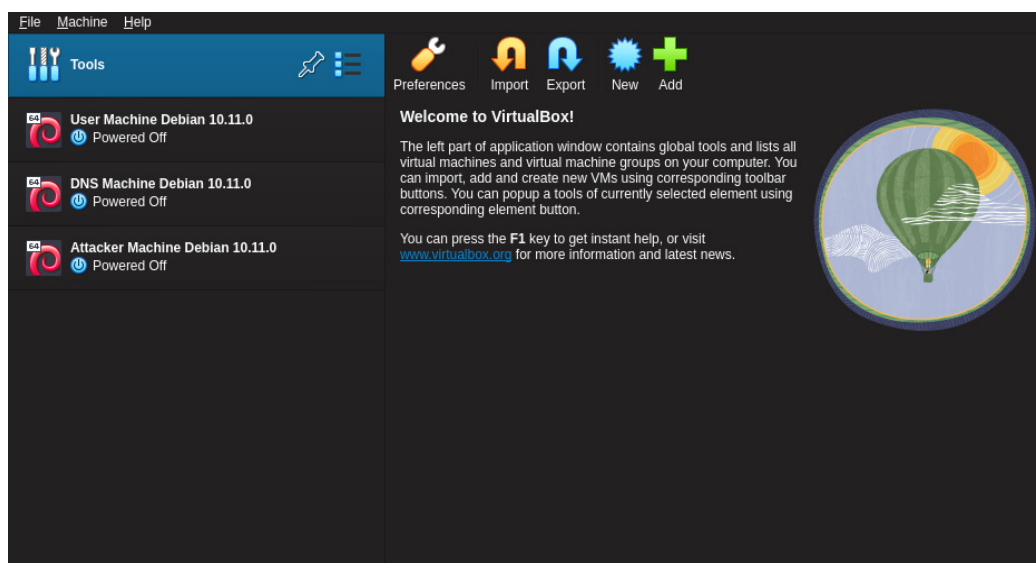 File Machine Help
Tools
Preferences Import Export New Add
64
User Machine Debian 10.11.0
Powered Off
64
DNS Machine Debian 10.11.0
Powered Off
64
Attacker Machine Debian 10.11.0
Powered Off
Welcome to VirtualBox!
The left part of application window contains global tools and lists all
virtual machines and virtual machine groups on your computer. You
can import, add and create new VMs using corresponding toolbar
buttons. You can popup a tools of currently selected element using
corresponding element button.
You can press the F1 key to get instant help, or visit
www.virtualbox.org for more information and latest news.